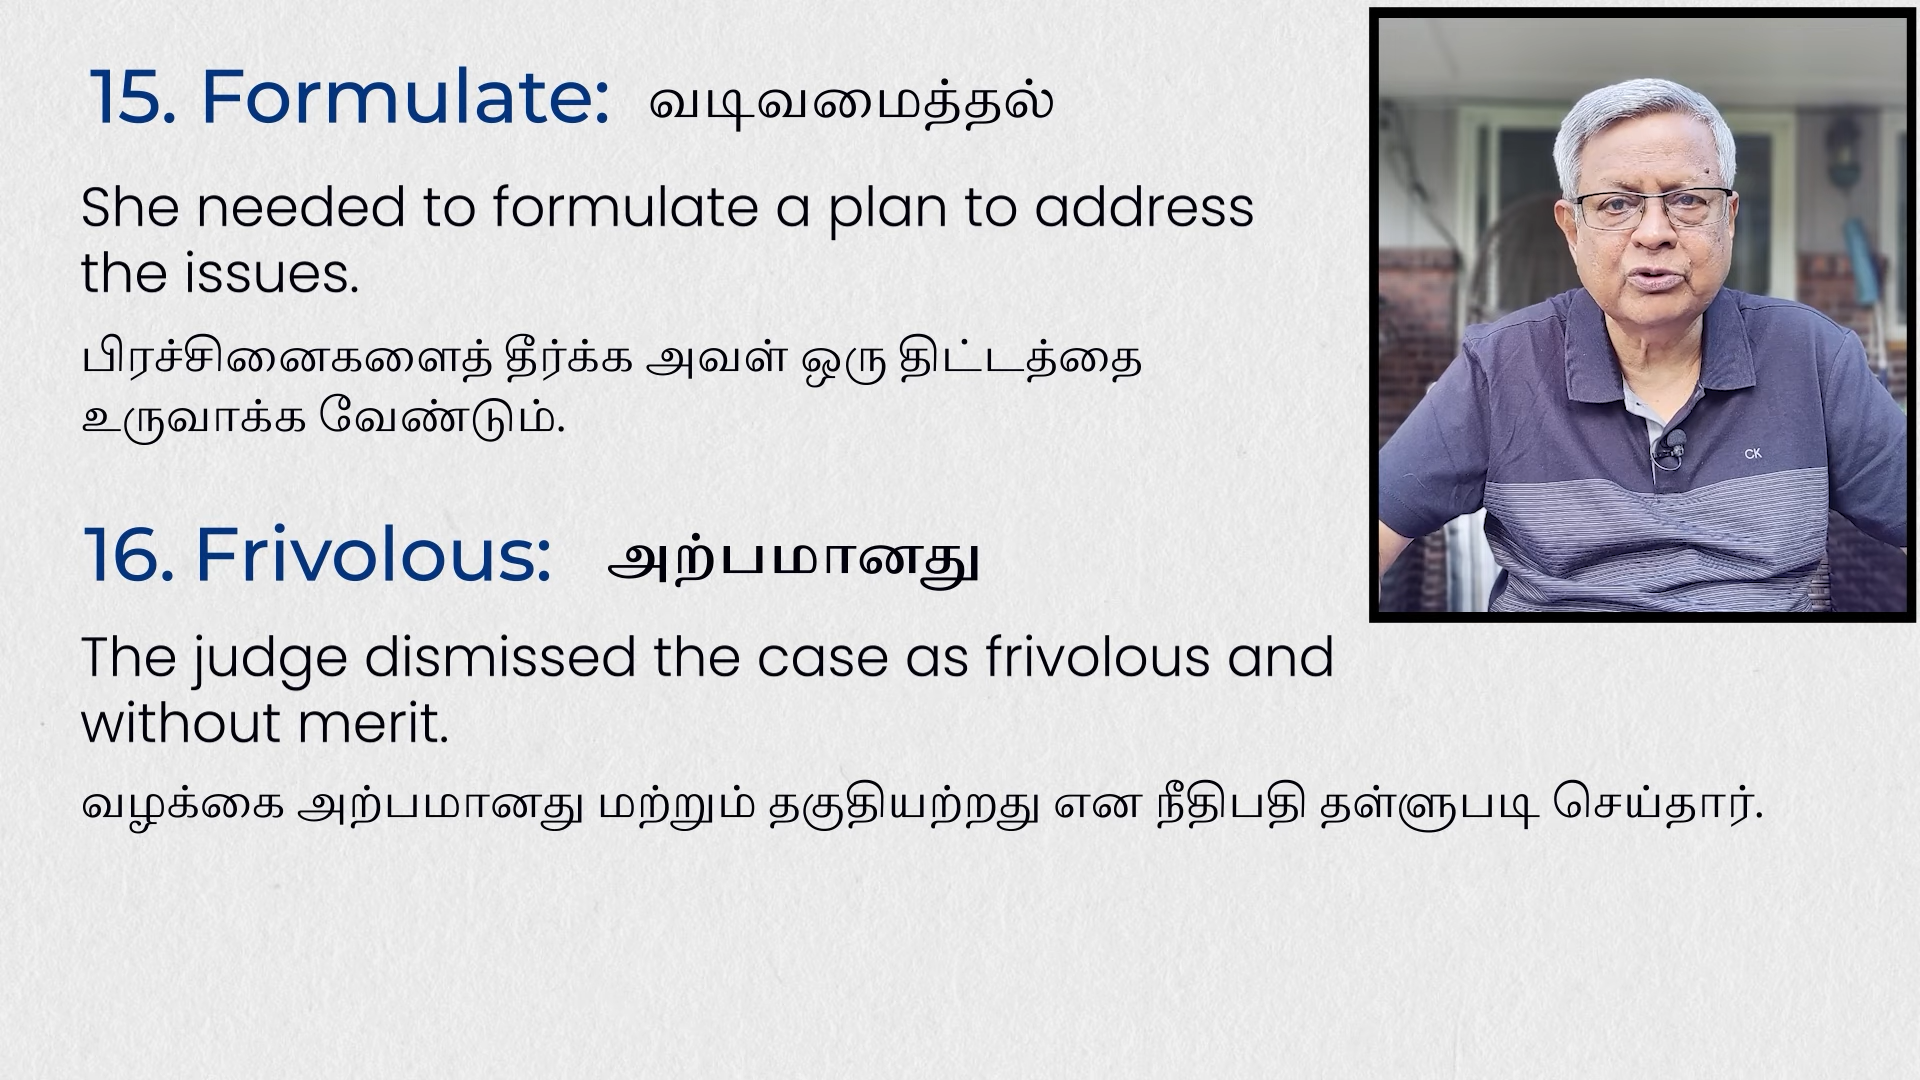 15. Formulate: வடிவமைத்தல்
She needed to formulate a plan to address
the issues.
பிரச்சினைகளைத் தீர்க்க அவள் ஒரு திட்டத்தை
உருவாக்க வேண்டும்.
16. Frivolous: அற்பமானது
The judge dismissed the case as frivolous and
without merit.
வழக்கை அற்பமானது மற்றும் தகுதியற்றது என நீதிபதி தள்ளுபடி செய்தார்.
CK